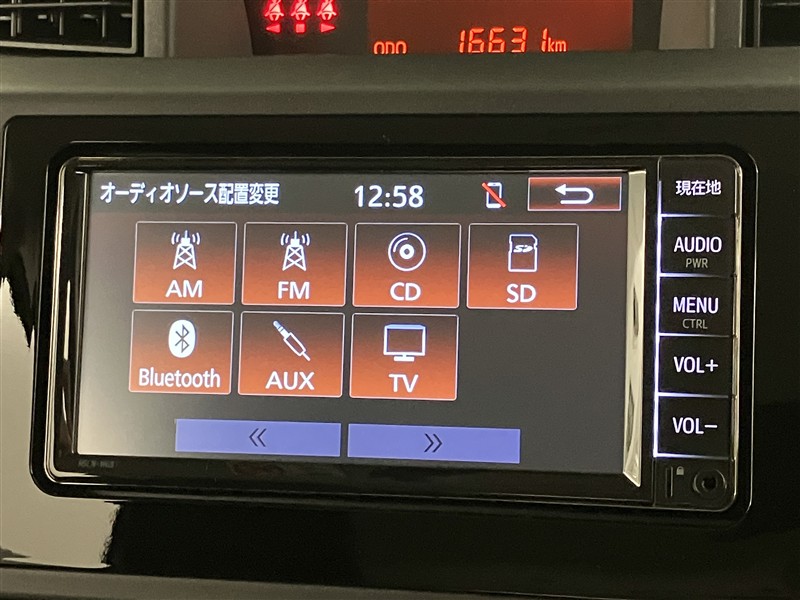 ODO 16631km
オーディオソース配置変更 12:58
現在地
AM FM CD SD
AUDIO
PWR
MENU
CTRL
Bluetooth AUX TV
VOL+
VOL−